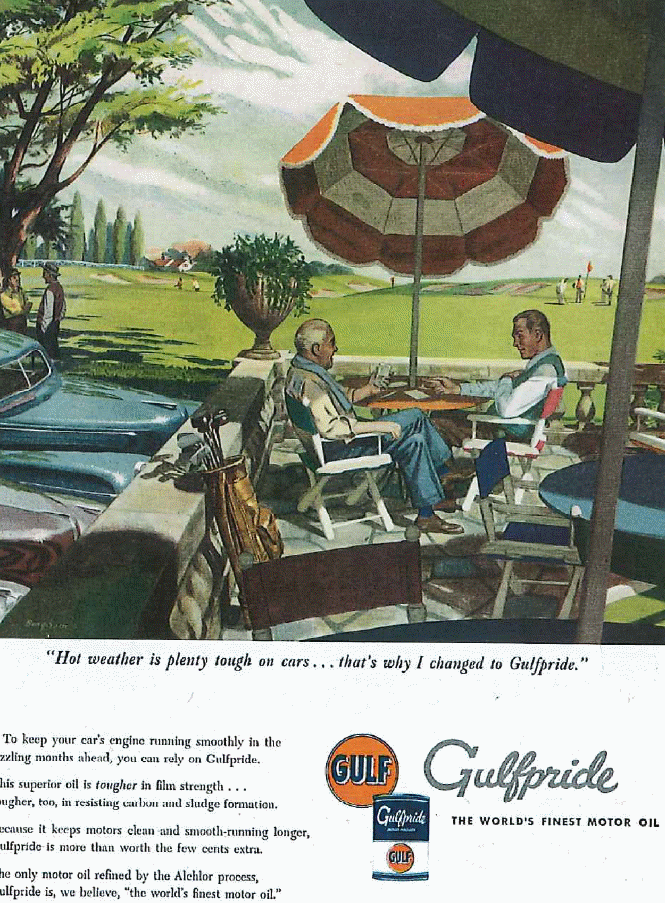 "Hot weather is plenty tough on cars . . . that's why I changed to Gulfpride."
To keep your car's engine running smoothly in the
zzling months ahead, you can rely on Gulfpride.
his superior oil is tougher in film strength . . .
ugher, too, in resisting carbon and sludge formation.
ecause it keeps motors clean and smooth-running longer,
ulfpride is more than worth the few cents extra.
he only motor oil refined by the Alchlor process,
ulfpride is, we believe, "the world's finest motor oil."
GULF
Gulfpride
THE WORLD'S FINEST MOTOR OIL
Gulfpride
GULF